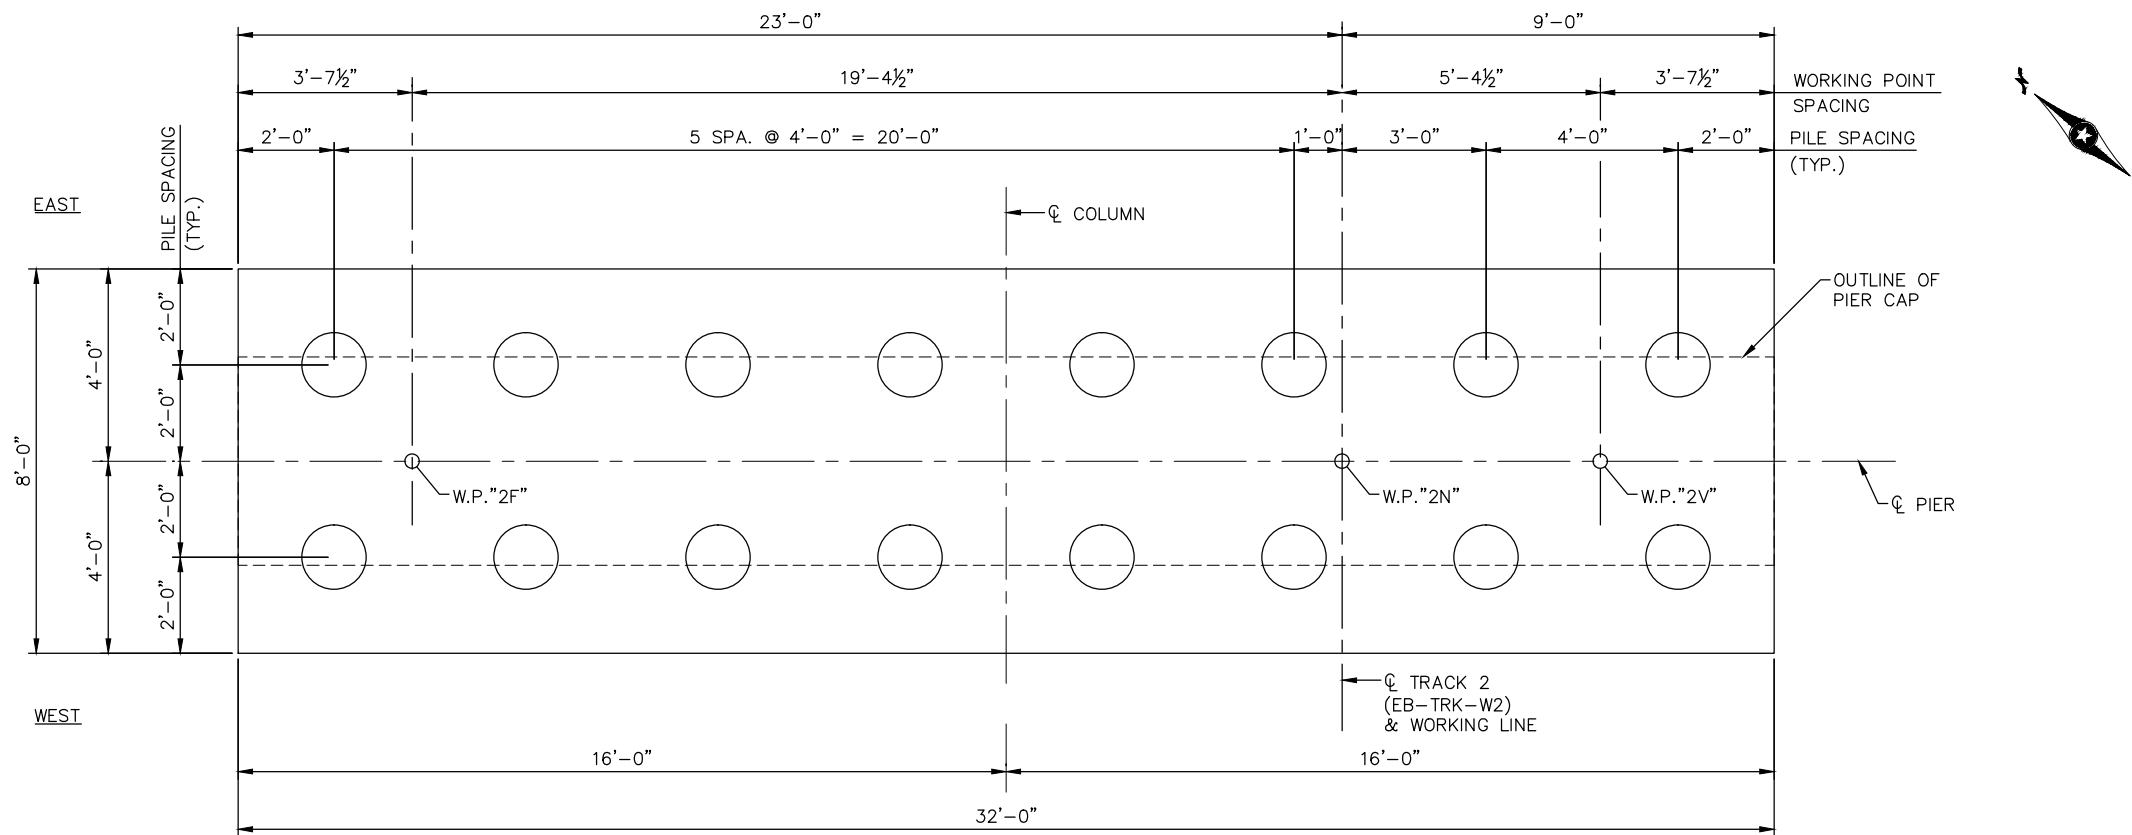 23'-0"
9'-0"
3'-7½"
19'-4½"
5'-4½"
3'-7½"
WORKING POINT
SPACING
2'-0"
5 SPA. @ 4'-0" = 20'-0"
1'-0"
3'-0"
4'-0"
2'-0"
PILE SPACING
(TYP.)
PILE SPACING
(TYP.)
EAST
℄ COLUMN
OUTLINE OF
PIER CAP
8'-0"
4'-0"
4'-0"
2'-0"
2'-0"
2'-0"
2'-0"
W.P."2F"
W.P."2N"
W.P."2V"
℄ PIER
WEST
℄ TRACK 2
(EB-TRK-W2)
& WORKING LINE
16'-0"
16'-0"
32'-0"